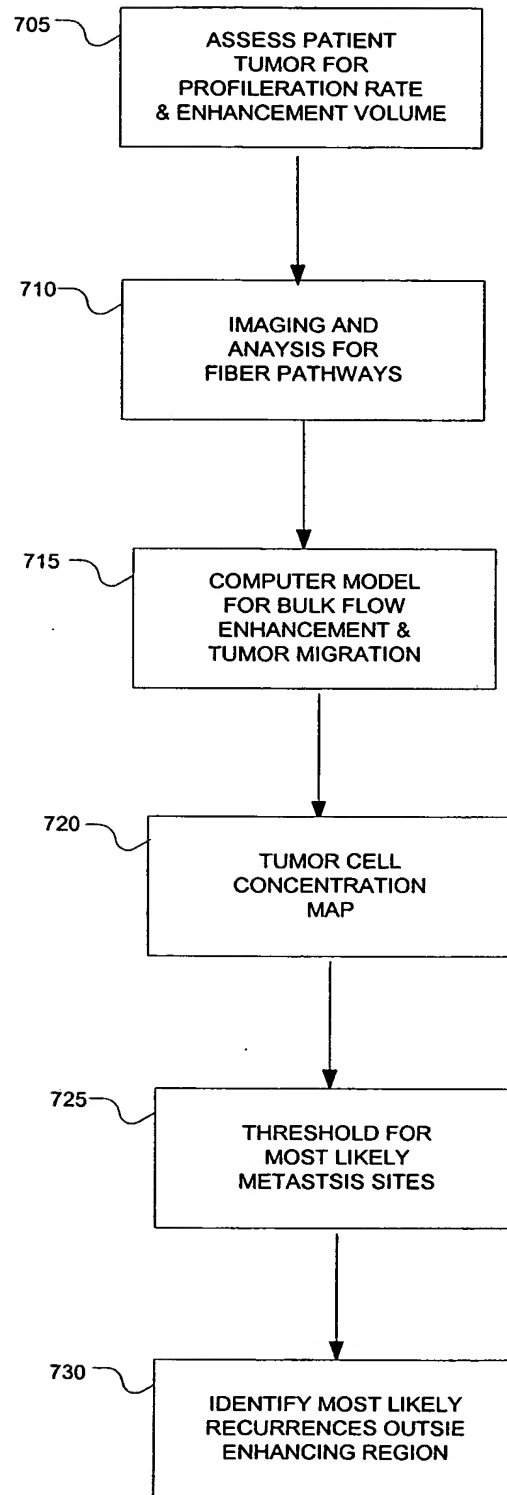 705
ASSESS PATIENT
TUMOR FOR
PROFILERATION RATE
& ENHANCEMENT VOLUME
710
IMAGING AND
ANAYSIS FOR
FIBER PATHWAYS
715
COMPUTER MODEL
FOR BULK FLOW
ENHANCEMENT &
TUMOR MIGRATION
720
TUMOR CELL
CONCENTRATION
MAP
725
THRESHOLD FOR
MOST LIKELY
METASTSIS SITES
730
IDENTIFY MOST LIKELY
RECURRENCES OUTSIE
ENHANCING REGION